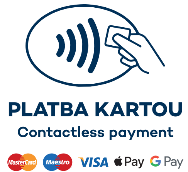 PLATBA KARTOU
Contactless payment
MasterCard Maestro VISA Pay G Pay